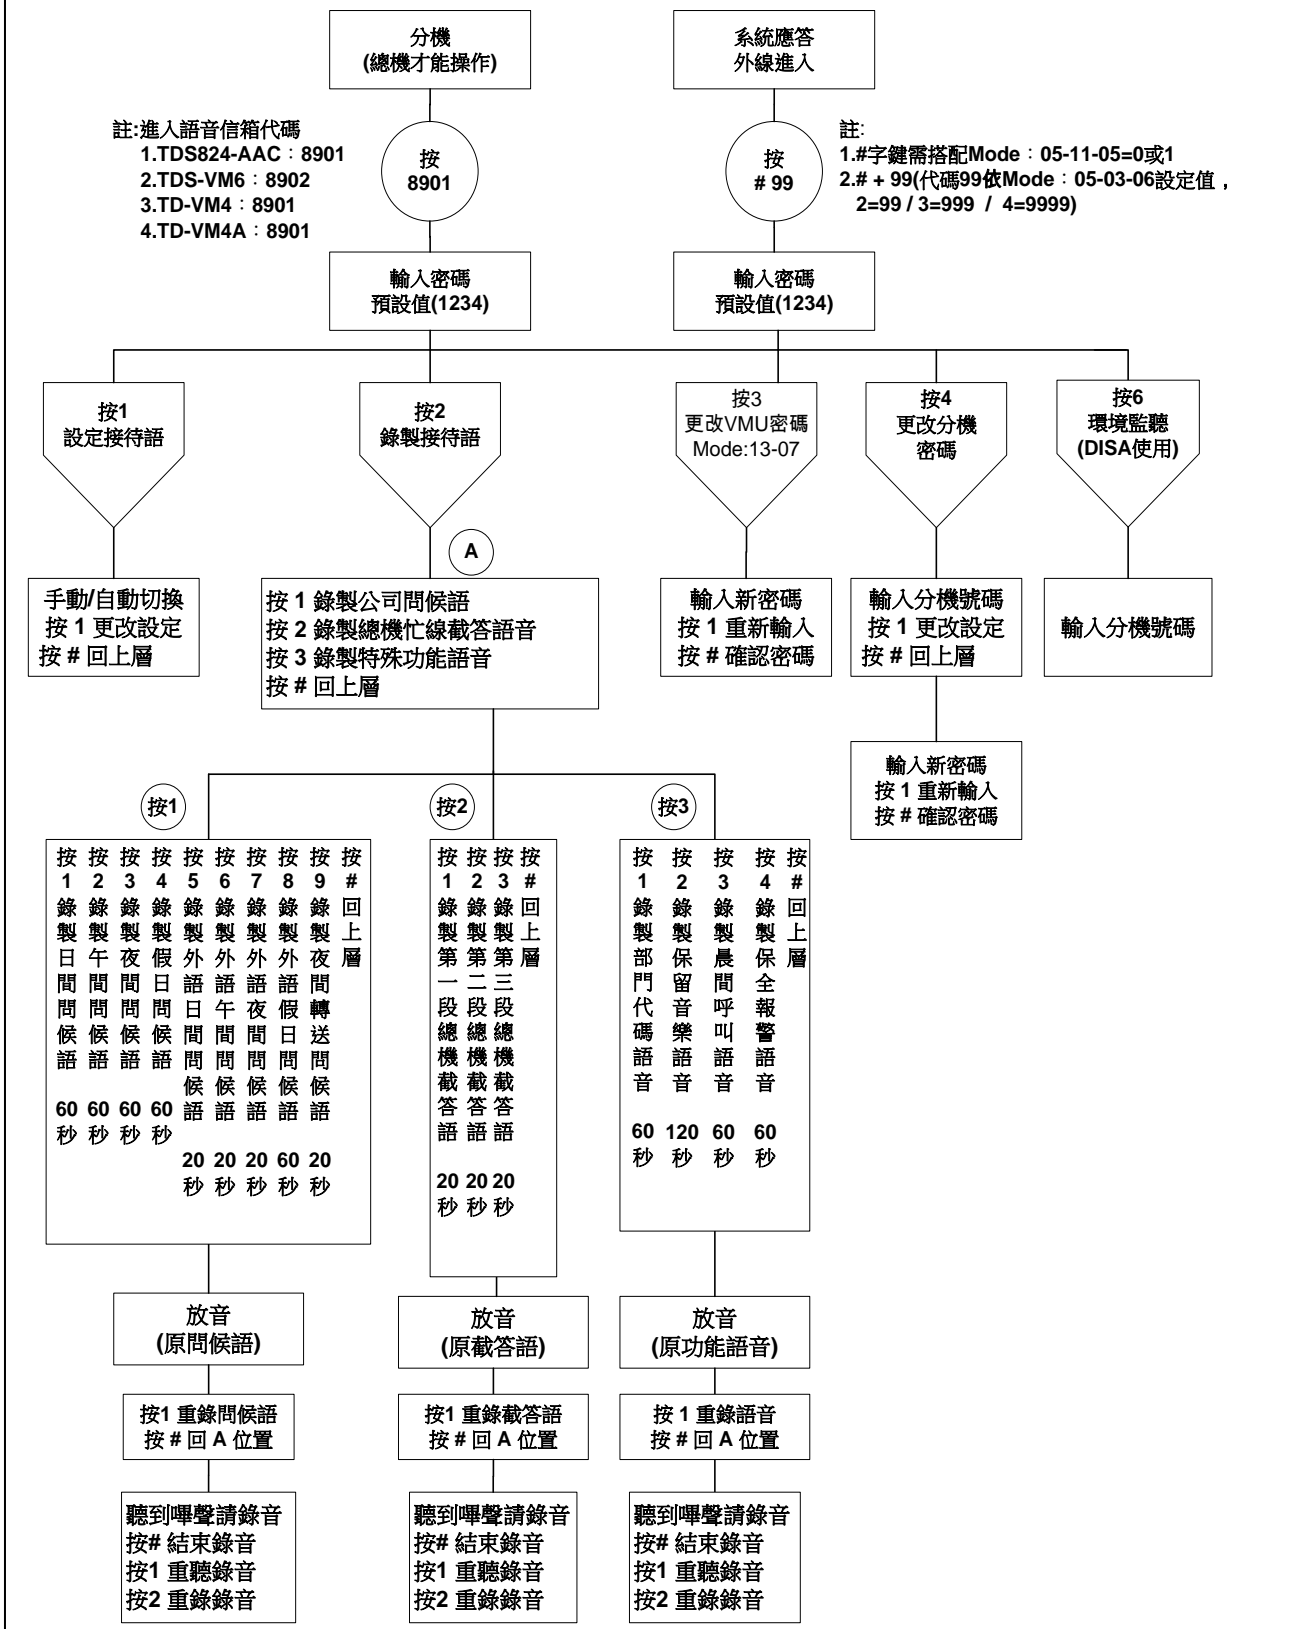 分機
(總機才能操作)
系統應答
外線進入
註:進入語音信箱代碼
1.TDS824-AAC：8901
2.TDS-VM6：8902
3.TD-VM4：8901
4.TD-VM4A：8901
按
8901
按
# 99
註:
1.#字鍵需搭配Mode：05-11-05=0或1
2.# + 99(代碼99依Mode：05-03-06設定值，
2=99 / 3=999 / 4=9999)
輸入密碼
預設值(1234)
輸入密碼
預設值(1234)
按1
設定接待語
按2
錄製接待語
按3
更改VMU密碼
Mode:13-07
按4
更改分機
密碼
按6
環境監聽
(DISA使用)
A
手動/自動切換
按 1 更改設定
按 # 回上層
按 1 錄製公司問候語
按 2 錄製總機忙線截答語音
按 3 錄製特殊功能語音
按 # 回上層
輸入新密碼
按 1 重新輸入
按 # 確認密碼
輸入分機號碼
按 1 更改設定
按 # 回上層
輸入分機號碼
輸入新密碼
按 1 重新輸入
按 # 確認密碼
按1
按2
按3
按1錄製日間問候語 60秒
按2錄製午間問候語 60秒
按3錄製夜間問候語 60秒
按4錄製假日問候語 60秒
按5錄製外語日間問候語 20秒
按6錄製外語午間問候語 20秒
按7錄製外語夜間問候語 20秒
按8錄製外語假日問候語 60秒
按9錄製夜間轉送問候語 20秒
按#回上層
按1錄製第一段總機截答語 20秒
按2錄製第二段總機截答語 20秒
按3錄製第三段總機截答語 20秒
按#回上層
按1錄製部門代碼語音 60秒
按2錄製保留音樂語音 120秒
按3錄製晨間呼叫語音 60秒
按4錄製保全報警語音 60秒
按#回上層
放音
(原問候語)
放音
(原截答語)
放音
(原功能語音)
按1 重錄問候語
按 # 回 A 位置
按1 重錄截答語
按 # 回 A 位置
按 1 重錄語音
按 # 回 A 位置
聽到嗶聲請錄音
按# 結束錄音
按1 重聽錄音
按2 重錄錄音
聽到嗶聲請錄音
按# 結束錄音
按1 重聽錄音
按2 重錄錄音
聽到嗶聲請錄音
按# 結束錄音
按1 重聽錄音
按2 重錄錄音